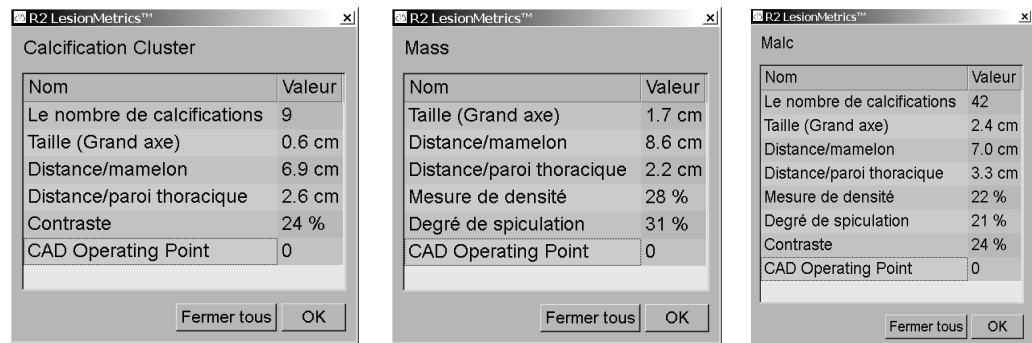 R2 LesionMetrics™
Calcification Cluster
Nom Valeur
Le nombre de calcifications 9
Taille (Grand axe) 0.6 cm
Distance/mamelon 6.9 cm
Distance/paroi thoracique 2.6 cm
Contraste 24 %
CAD Operating Point 0
Fermer tous OK
R2 LesionMetrics™
Mass
Nom Valeur
Taille (Grand axe) 1.7 cm
Distance/mamelon 8.6 cm
Distance/paroi thoracique 2.2 cm
Mesure de densité 28 %
Degré de spiculation 31 %
CAD Operating Point 0
Fermer tous OK
R2 LesionMetrics™
Malc
Nom Valeur
Le nombre de calcifications 42
Taille (Grand axe) 2.4 cm
Distance/mamelon 7.0 cm
Distance/paroi thoracique 3.3 cm
Mesure de densité 22 %
Degré de spiculation 21 %
Contraste 24 %
CAD Operating Point 0
Fermer tous OK